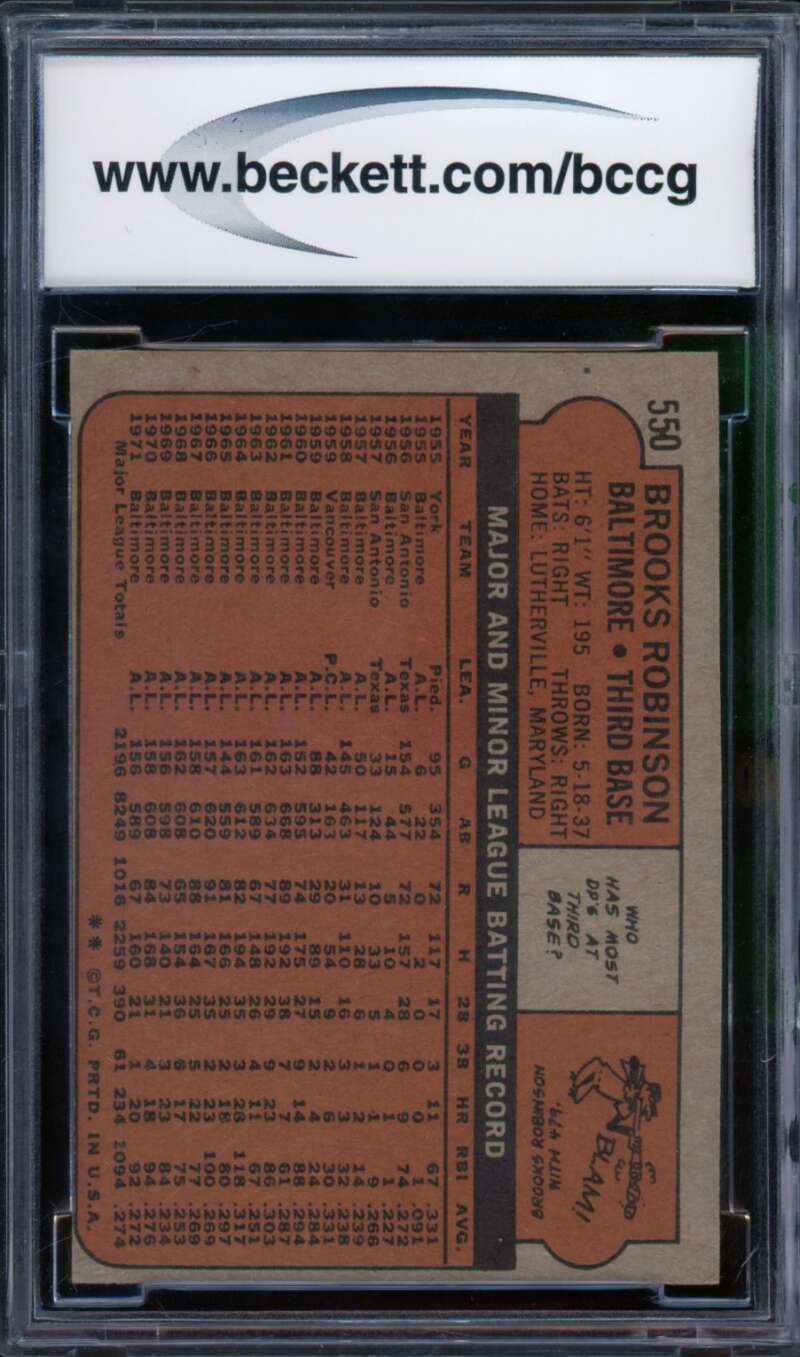 www.beckett.com/bccg
550 BROOKS ROBINSON
BALTIMORE • THIRD BASE
HT: 6'1" WT: 195 BORN: 5-18-37
BATS: RIGHT THROWS: RIGHT
HOME: LUTHERVILLE, MARYLAND
WHO
HAS MOST
DP'S AT
THIRD
BASE?
BLAM!
A'79. WITH
BROOKS ROBINSON
MAJOR AND MINOR LEAGUE BATTING RECORD
YEAR TEAM LEA. G AB R H 2B 3B HR RBI AVG.
1955 York Pied. 95 354 72 117 17 3 11 67 .331
1955 Baltimore A.L. 6 22 0 2 0 0 0 1 .091
1956 San Antonio Texas 154 577 72 157 28 6 9 74 .272
1956 Baltimore A.L. 15 44 5 10 4 0 1 1 .227
1957 San Antonio Texas 33 124 10 33 5 1 1 9 .266
1957 Baltimore A.L. 50 117 13 28 6 1 2 14 .239
1958 Baltimore A.L. 145 463 31 110 16 3 3 32 .238
1959 Vancouver P.C.L. 42 163 20 54 9 2 6 30 .331
1959 Baltimore A.L. 88 313 29 89 15 2 4 24 .284
1960 Baltimore A.L. 152 595 74 175 27 9 14 88 .294
1961 Baltimore A.L. 163 668 89 192 38 7 7 61 .287
1962 Baltimore A.L. 162 634 77 192 29 9 23 86 .303
1963 Baltimore A.L. 161 589 67 148 26 4 11 67 .251
1964 Baltimore A.L. 163 612 82 194 35 3 28 118 .317
1965 Baltimore A.L. 144 559 81 166 25 2 18 80 .297
1966 Baltimore A.L. 157 620 91 167 35 2 23 100 .269
1967 Baltimore A.L. 158 610 88 164 25 5 22 77 .269
1968 Baltimore A.L. 162 608 65 154 36 6 17 75 .253
1969 Baltimore A.L. 156 598 73 140 21 3 23 84 .234
1970 Baltimore A.L. 158 608 84 168 31 4 18 94 .276
1971 Baltimore A.L. 156 589 67 160 21 1 20 92 .272
Major League Totals 2196 8249 1016 2259 390 61 234 1094 .274
** ©T.C.G. PRTD. IN U.S.A.